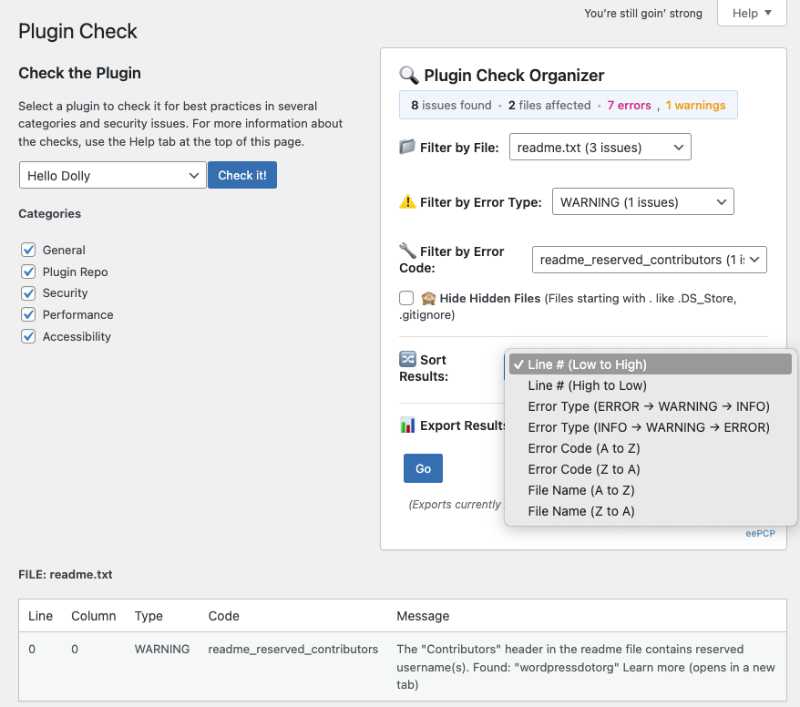 You're still goin' strong
Help ▼
Plugin Check
Check the Plugin
Select a plugin to check it for best practices in several
categories and security issues. For more information about
the checks, use the Help tab at the top of this page.
Hello Dolly
Check it!
Categories
General
Plugin Repo
Security
Performance
Accessibility
Plugin Check Organizer
8 issues found · 2 files affected · 7 errors , 1 warnings
Filter by File:
readme.txt (3 issues)
Filter by Error Type:
WARNING (1 issues)
Filter by Error
Code:
readme_reserved_contributors (1 i
Hide Hidden Files (Files starting with . like .DS_Store,
.gitignore)
Sort
Results:
✓ Line # (Low to High)
Line # (High to Low)
Error Type (ERROR → WARNING → INFO)
Error Type (INFO → WARNING → ERROR)
Error Code (A to Z)
Error Code (Z to A)
File Name (A to Z)
File Name (Z to A)
Export Results
Go
(Exports currently
eePCP
FILE: readme.txt
Line Column Type Code Message
0 0 WARNING readme_reserved_contributors The "Contributors" header in the readme file contains reserved
username(s). Found: "wordpressdotorg" Learn more (opens in a new
tab)